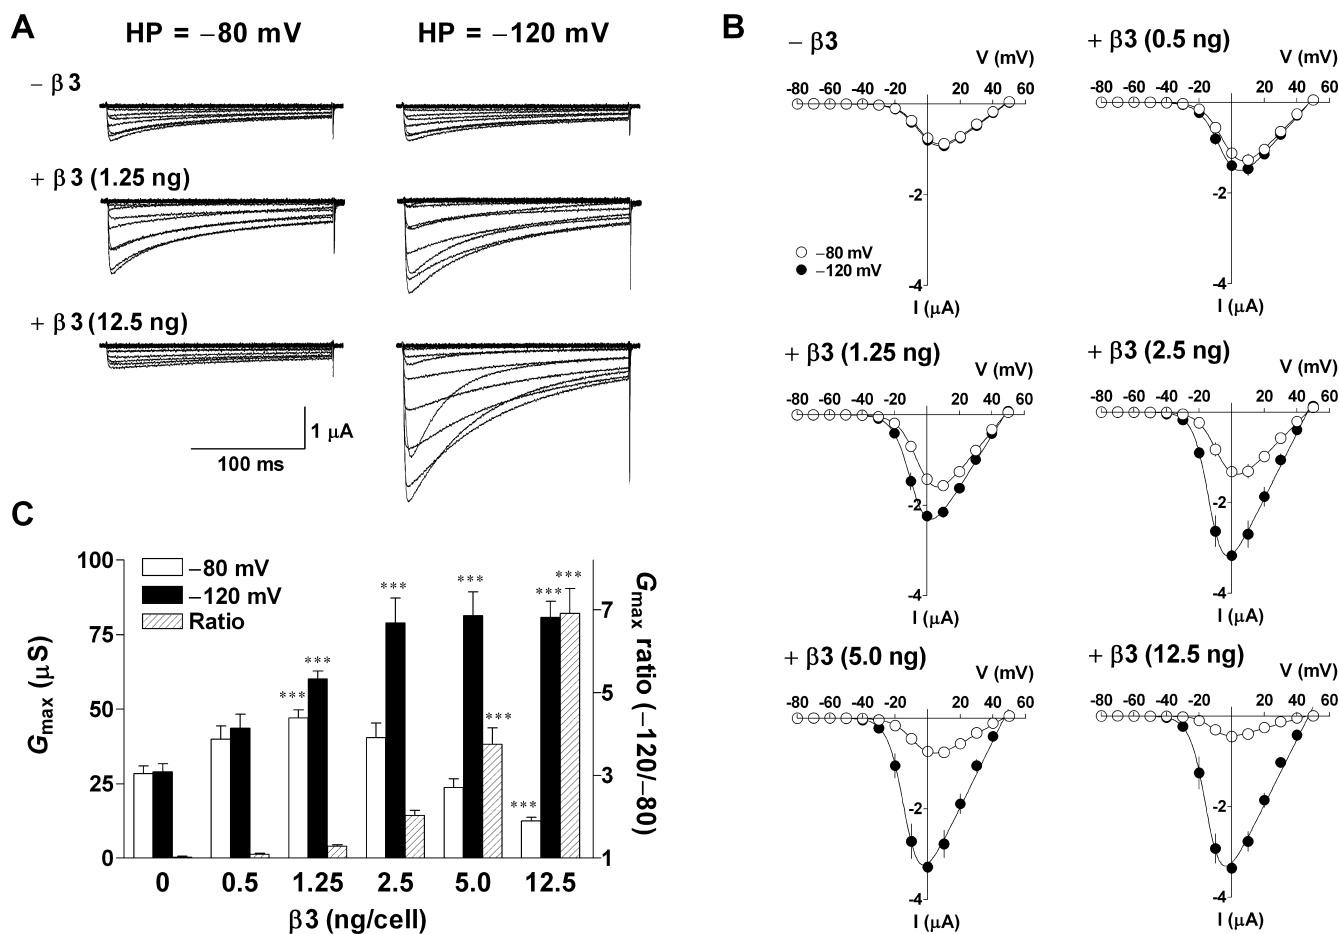 A
HP = −80 mV
HP = −120 mV
− β3
+ β3 (1.25 ng)
+ β3 (12.5 ng)
1 μA
100 ms
B
− β3
V (mV)
-80 -60 -40 -20 20 40 60
-2
−80 mV
−120 mV
-4
I (μA)
+ β3 (0.5 ng)
V (mV)
-80 -60 -40 -20 20 40 60
-2
-4
I (μA)
+ β3 (1.25 ng)
V (mV)
-80 -60 -40 -20 20 40 60
-2
-4
I (μA)
+ β3 (2.5 ng)
V (mV)
-80 -60 -40 -20 20 40 60
-2
-4
I (μA)
+ β3 (5.0 ng)
V (mV)
-80 -60 -40 -20 20 40 60
-2
-4
I (μA)
+ β3 (12.5 ng)
V (mV)
-80 -60 -40 -20 20 40 60
-2
-4
I (μA)
C
−80 mV
−120 mV
Ratio
Gmax (μS)
100
75
50
25
0
*** *** *** *** *** *** *** ***
7
5
3
1
Gmax ratio (−120/−80)
0 0.5 1.25 2.5 5.0 12.5
β3 (ng/cell)